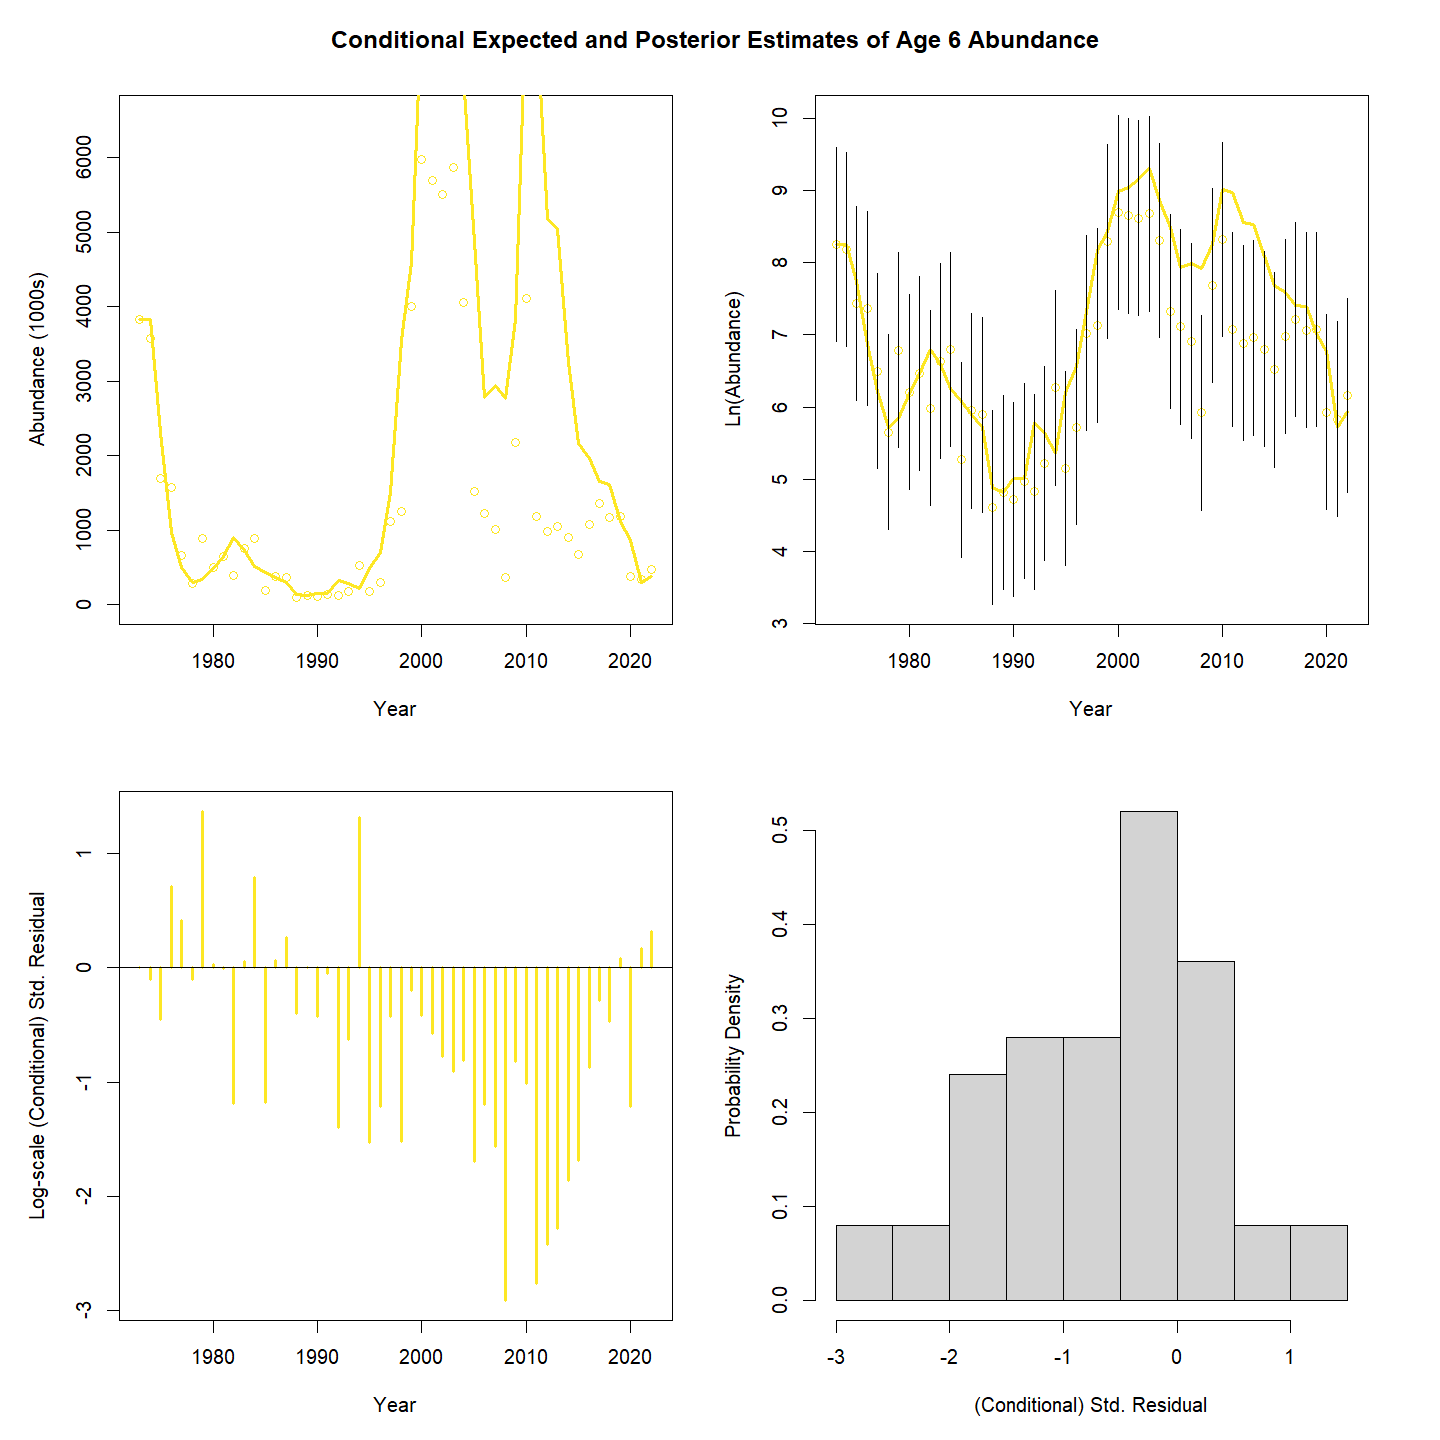 Conditional Expected and Posterior Estimates of Age 6 Abundance
Abundance (1000s)
6000
5000
4000
3000
2000
1000
0
1980 1990 2000 2010 2020
Year
Ln(Abundance)
10
9
8
7
6
5
4
3
1980 1990 2000 2010 2020
Year
Log-scale (Conditional) Std. Residual
1
0
-1
-2
-3
1980 1990 2000 2010 2020
Year
Probability Density
0.5
0.4
0.3
0.2
0.1
0.0
-3 -2 -1 0 1
(Conditional) Std. Residual